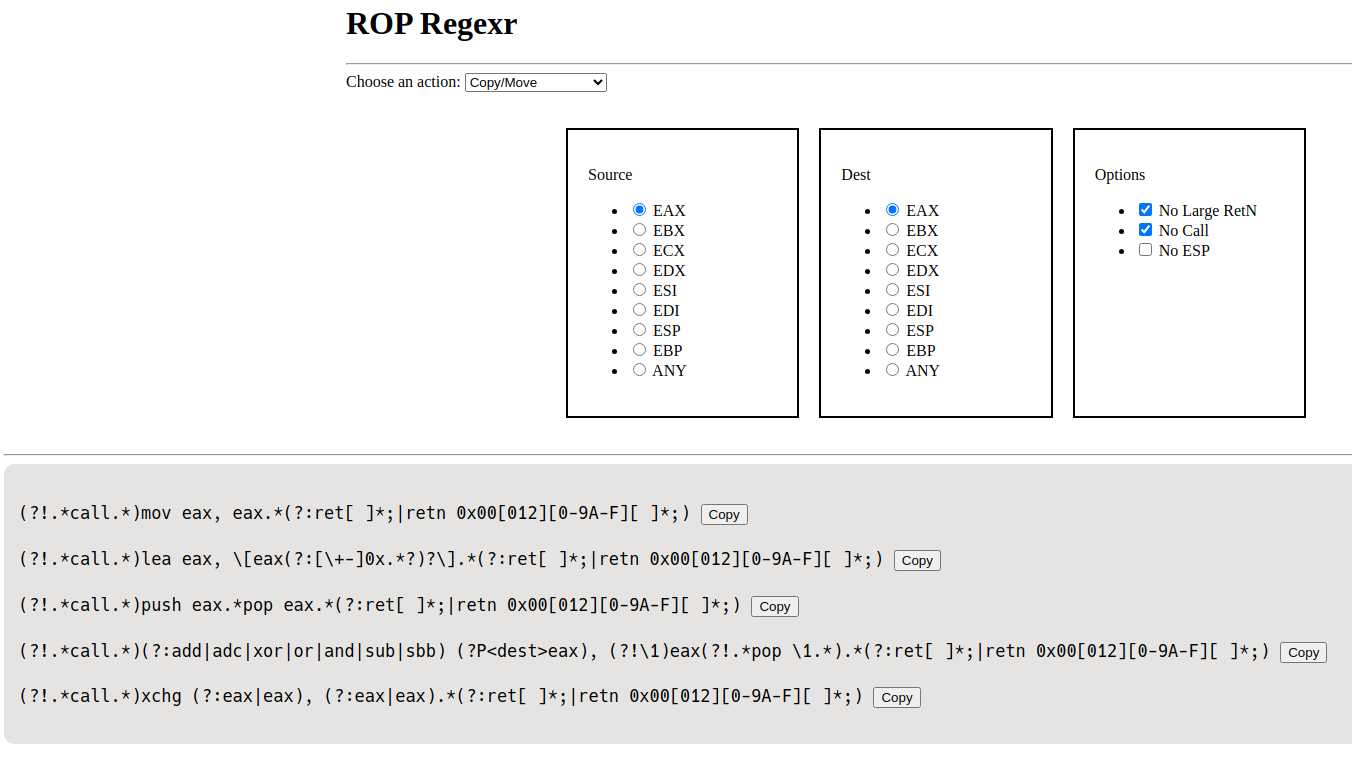 ROP Regexr
Choose an action: Copy/Move
Source
EAX
EBX
ECX
EDX
ESI
EDI
ESP
EBP
ANY
Dest
EAX
EBX
ECX
EDX
ESI
EDI
ESP
EBP
ANY
Options
No Large RetN
No Call
No ESP
(?!.*call.*)mov eax, eax.*(?:ret[ ]*;|retn 0x00[012][0-9A-F][ ]*;) Copy
(?!.*call.*)lea eax, \[eax(?:[\+-]0x.*?)?\].*(?:ret[ ]*;|retn 0x00[012][0-9A-F][ ]*;) Copy
(?!.*call.*)push eax.*pop eax.*(?:ret[ ]*;|retn 0x00[012][0-9A-F][ ]*;) Copy
(?!.*call.*)(?:add|adc|xor|or|and|sub|sbb) (?P<dest>eax), (?!\1)eax(?!.*pop \1.*).*(?:ret[ ]*;|retn 0x00[012][0-9A-F][ ]*;) Copy
(?!.*call.*)xchg (?:eax|eax), (?:eax|eax).*(?:ret[ ]*;|retn 0x00[012][0-9A-F][ ]*;) Copy